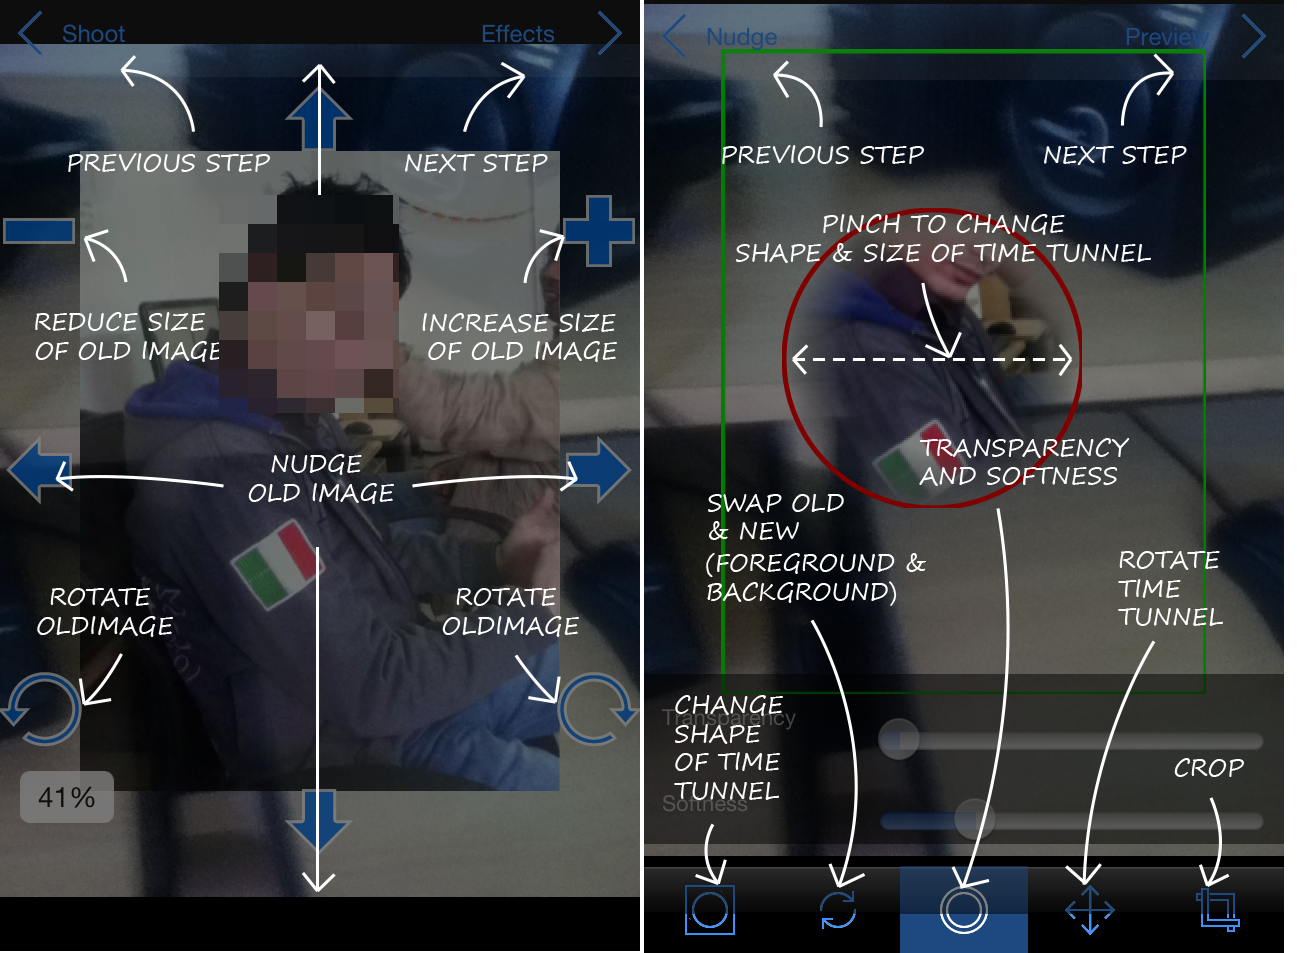 Shoot
Effects
PREVIOUS STEP
NEXT STEP
REDUCE SIZE
OF OLD IMAGE
INCREASE SIZE
OF OLD IMAGE
NUDGE
OLD IMAGE
ROTATE
OLDIMAGE
ROTATE
OLDIMAGE
41%
Nudge
Preview
PREVIOUS STEP
NEXT STEP
PINCH TO CHANGE
SHAPE & SIZE OF TIME TUNNEL
TRANSPARENCY
AND SOFTNESS
SWAP OLD
& NEW
(FOREGROUND &
BACKGROUND)
ROTATE
TIME
TUNNEL
CHANGE
SHAPE
OF TIME
TUNNEL
Transparency
Softness
CROP